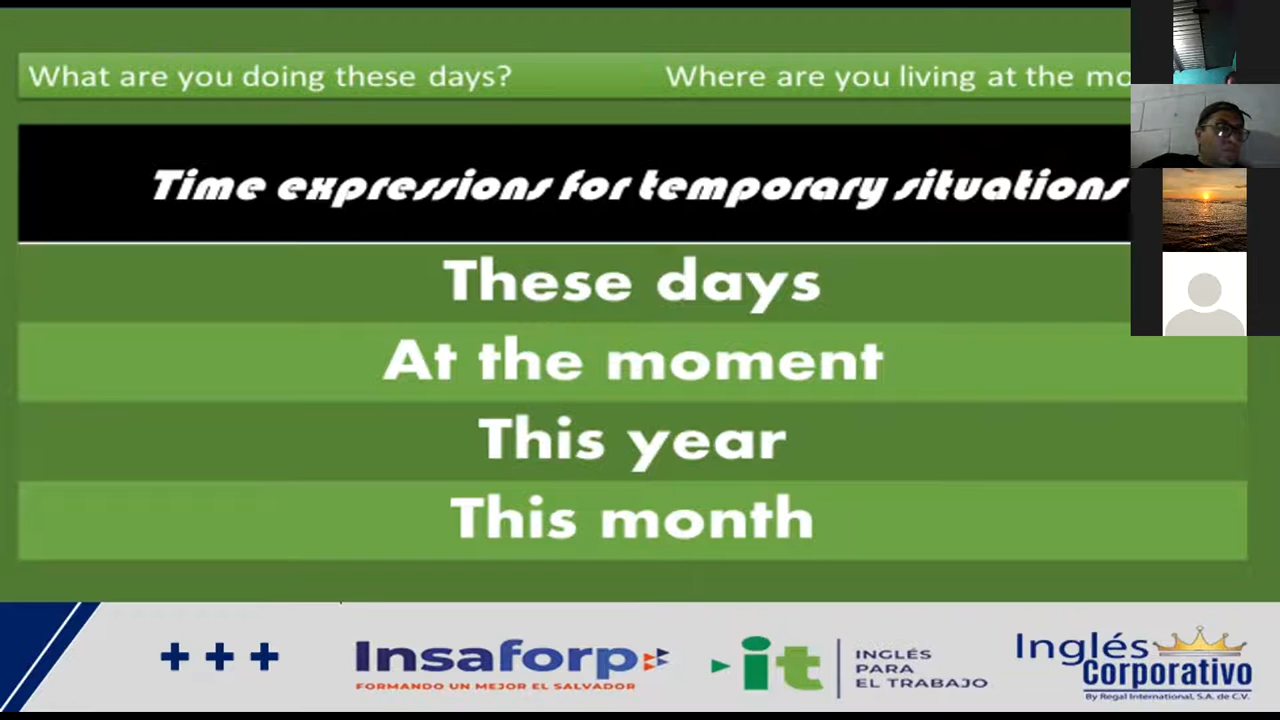 What are you doing these days?
Where are you living at the mo
Time expressions for temporary situations
These days
At the moment
This year
This month
Insaforp
FORMANDO UN MEJOR EL SALVADOR
it
INGLÉS
PARA
EL TRABAJO
Inglés
Corporativo
By Regal International, S.A. de C.V.